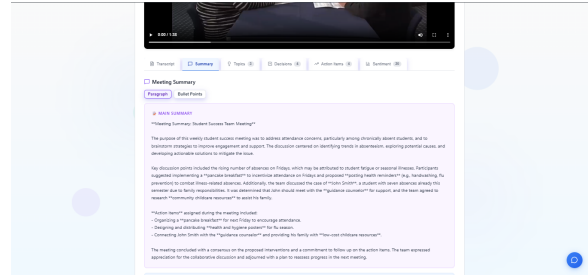 0:00 / 1:35
Transcript Summary Topics Decisions Action Items Sentiment
Meeting Summary
Paragraph Bullet Points
MAIN SUMMARY
**Meeting Summary: Student Success Team Meeting**
The purpose of this weekly student success meeting was to address attendance concerns, particularly among chronically absent students, and to
brainstorm strategies to improve engagement and support. The discussion centered on identifying trends in absenteeism, exploring potential causes, and
developing actionable solutions to mitigate the issue.
Key discussion points included the rising number of absences on Fridays, which may be attributed to student fatigue or seasonal illnesses. Participants
suggested implementing a **pancake breakfast** to incentivize attendance on Fridays and proposed **posting health reminders** (e.g., handwashing, flu
prevention) to combat illness-related absences. Additionally, the team discussed the case of **John Smith**, a student with seven absences already this
semester due to family responsibilities. It was determined that John should meet with the **guidance counselor** for support, and the team agreed to
research **community childcare resources** to assist his family.
**Action Items** assigned during the meeting included:
- Organizing a **pancake breakfast** for next Friday to encourage attendance.
- Designing and distributing **health and hygiene posters** for flu season.
- Connecting John Smith with the **guidance counselor** and providing his family with **low-cost childcare resources**.
The meeting concluded with a consensus on the proposed interventions and a commitment to follow up on the action items. The team expressed
appreciation for the collaborative discussion and adjourned with a plan to reassess progress in the next meeting.